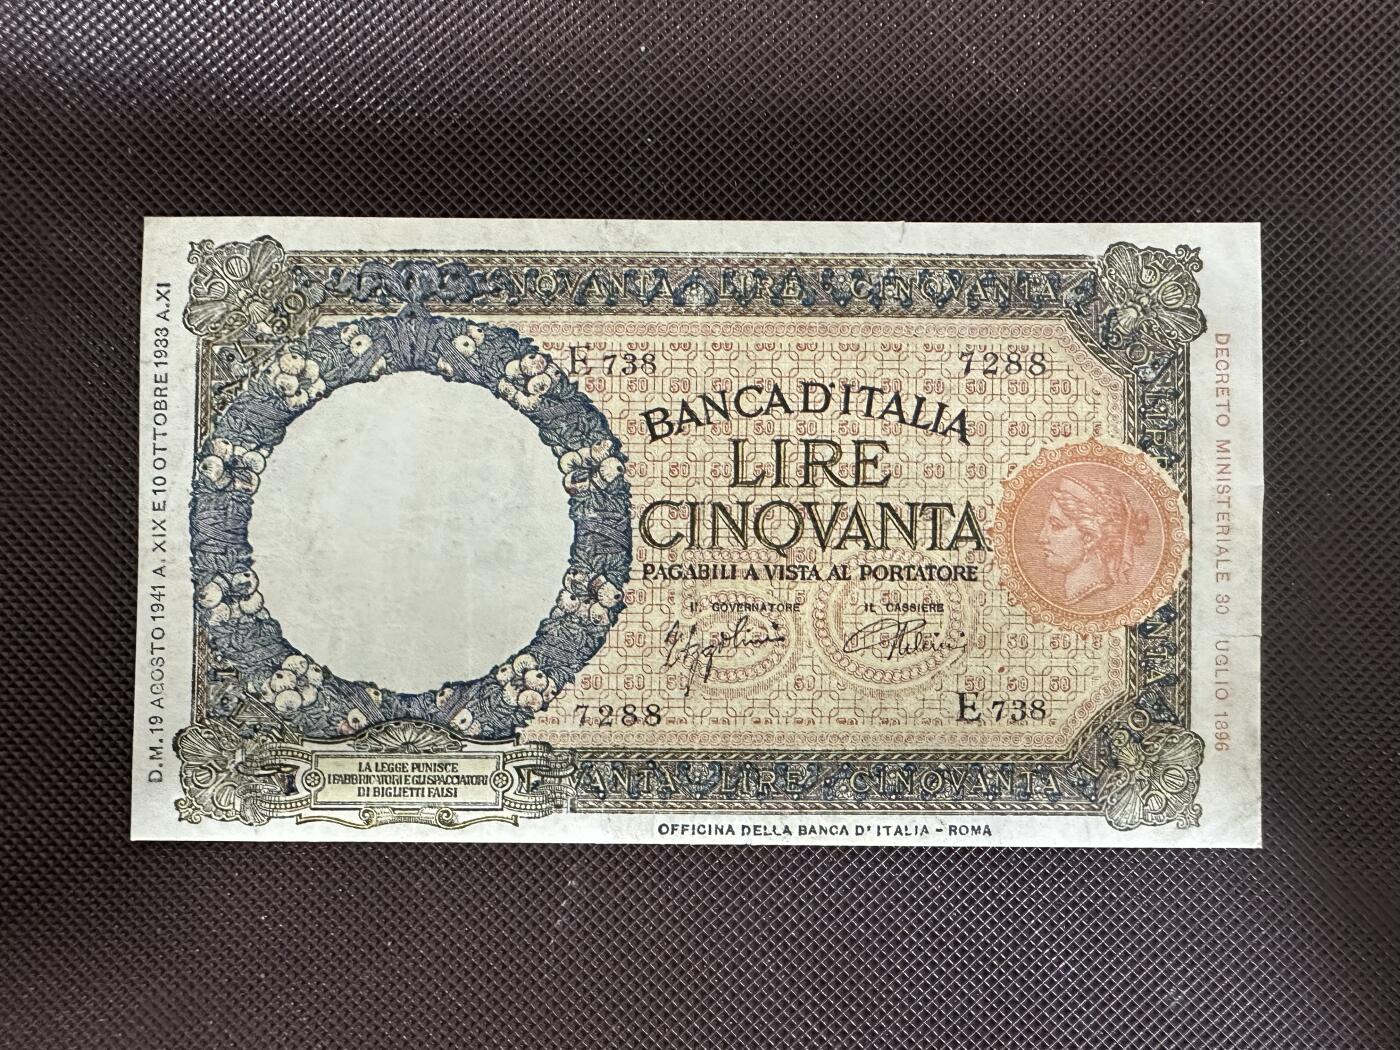 NQVANTA LIRE CINQVANTA
E 738
7288
BANCA D'ITALIA
LIRE
CINQVANTA
PAGABILI A VISTA AL PORTATORE
IL GOVERNATORE
IL CASSIERE
7288
E 738
LA LEGGE PUNISCE
I FABBRICATORI E GLI SPACCIATORI
DI BIGLIETTI FALSI
VANTA LIRE CINQVANTA
OFFICINA DELLA BANCA D'ITALIA - ROMA
D.M. 19 AGOSTO 1941 A. XIX E 10 OTTOBRE 1933 A. XI
DECRETO MINISTERIALE 30 UGLIO 1896